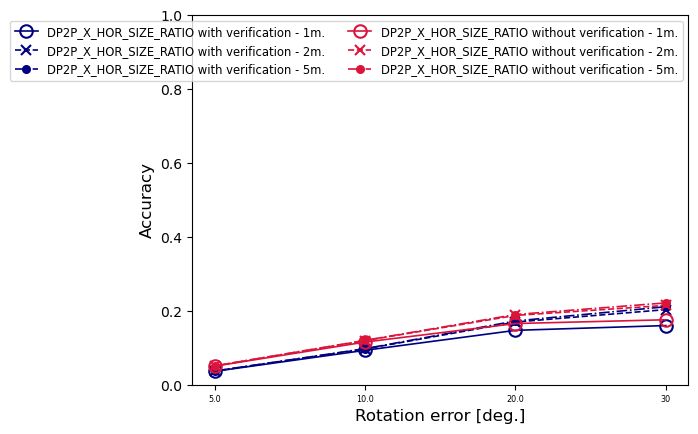 1.0
DP2P_X_HOR_SIZE_RATIO with verification - 1m. DP2P_X_HOR_SIZE_RATIO without verification - 1m.
DP2P_X_HOR_SIZE_RATIO with verification - 2m. DP2P_X_HOR_SIZE_RATIO without verification - 2m.
DP2P_X_HOR_SIZE_RATIO with verification - 5m. DP2P_X_HOR_SIZE_RATIO without verification - 5m.
0.8
0.6
Accuracy
0.4
0.2
0.0
5.0 10.0 20.0 30
Rotation error [deg.]